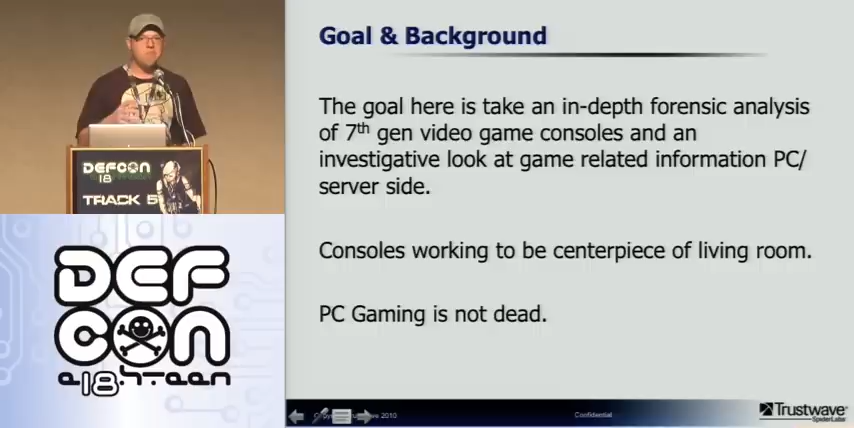 Goal & Background
The goal here is take an in-depth forensic analysis
of 7th gen video game consoles and an
investigative look at game related information PC/
server side.
Consoles working to be centerpiece of living room.
PC Gaming is not dead.
DEFCON
18
TRACK 5
DEF
CON
18
2010
Confidential
Trustwave
SpiderLabs